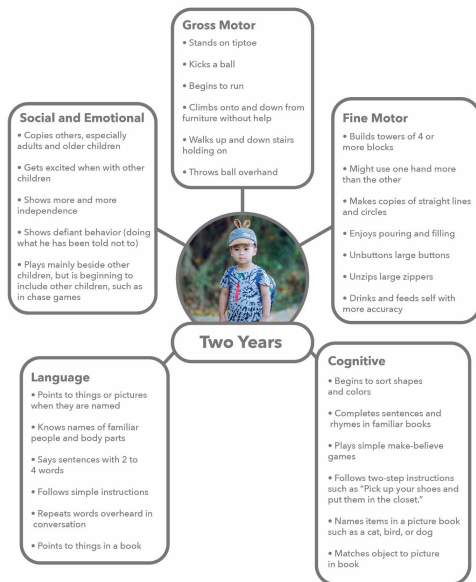 Gross Motor
• Stands on tiptoe
• Kicks a ball
• Begins to run
• Climbs onto and down from
furniture without help
• Walks up and down stairs
holding on
• Throws ball overhand
Social and Emotional
• Copies others, especially
adults and older children
• Gets excited when with other
children
• Shows more and more
independence
• Shows defiant behavior (doing
what he has been told not to)
• Plays mainly beside other
children, but is beginning to
include other children, such as
in chase games
Fine Motor
• Builds towers of 4 or
more blocks
• Might use one hand more
than the other
• Makes copies of straight lines
and circles
• Enjoys pouring and filling
• Unbuttons large buttons
• Unzips large zippers
• Drinks and feeds self with
more accuracy
Two Years
Language
• Points to things or pictures
when they are named
• Knows names of familiar
people and body parts
• Says sentences with 2 to
4 words
• Follows simple instructions
• Repeats words overheard in
conversation
• Points to things in a book
Cognitive
• Begins to sort shapes
and colors
• Completes sentences and
rhymes in familiar books
• Plays simple make-believe
games
• Follows two-step instructions
such as “Pick up your shoes and
put them in the closet.”
• Names items in a picture book
such as a cat, bird, or dog
• Matches object to picture
in book